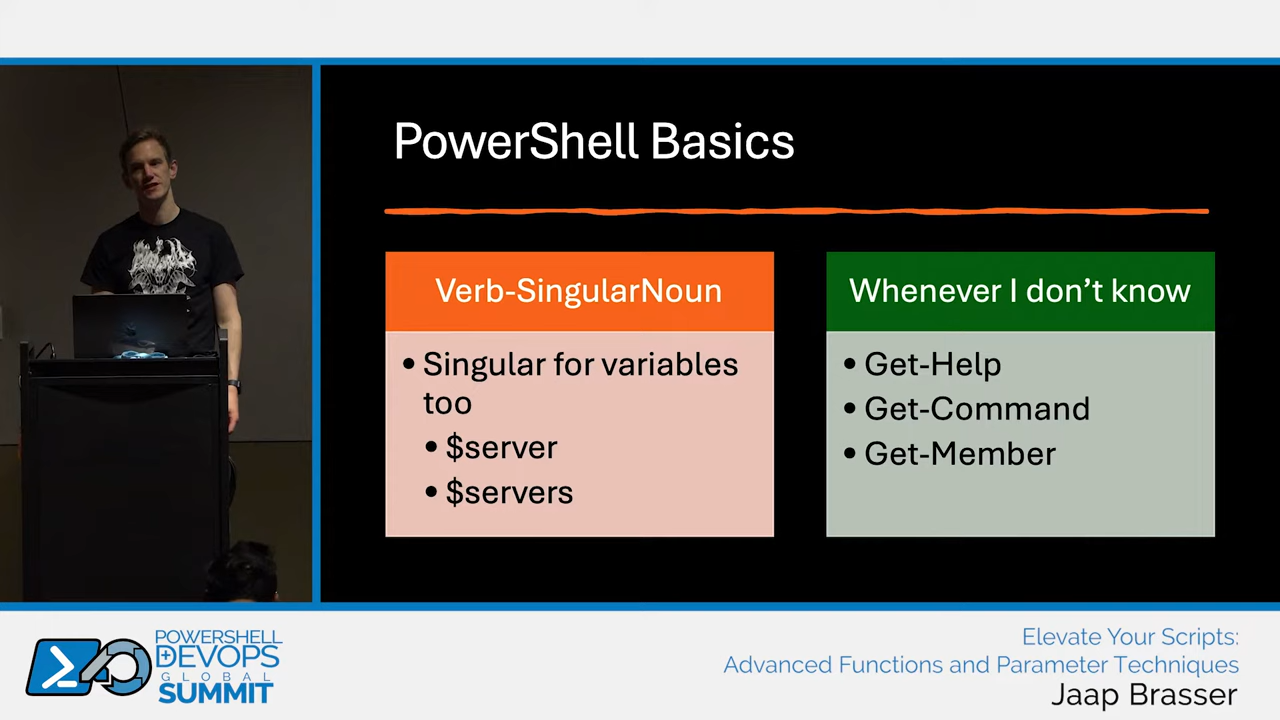 PowerShell Basics
Verb-SingularNoun
• Singular for variables
too
• $server
• $servers
Whenever I don’t know
• Get-Help
• Get-Command
• Get-Member
POWERSHELL
+DEVOPS
GLOBAL
SUMMIT
Elevate Your Scripts:
Advanced Functions and Parameter Techniques
Jaap Brasser